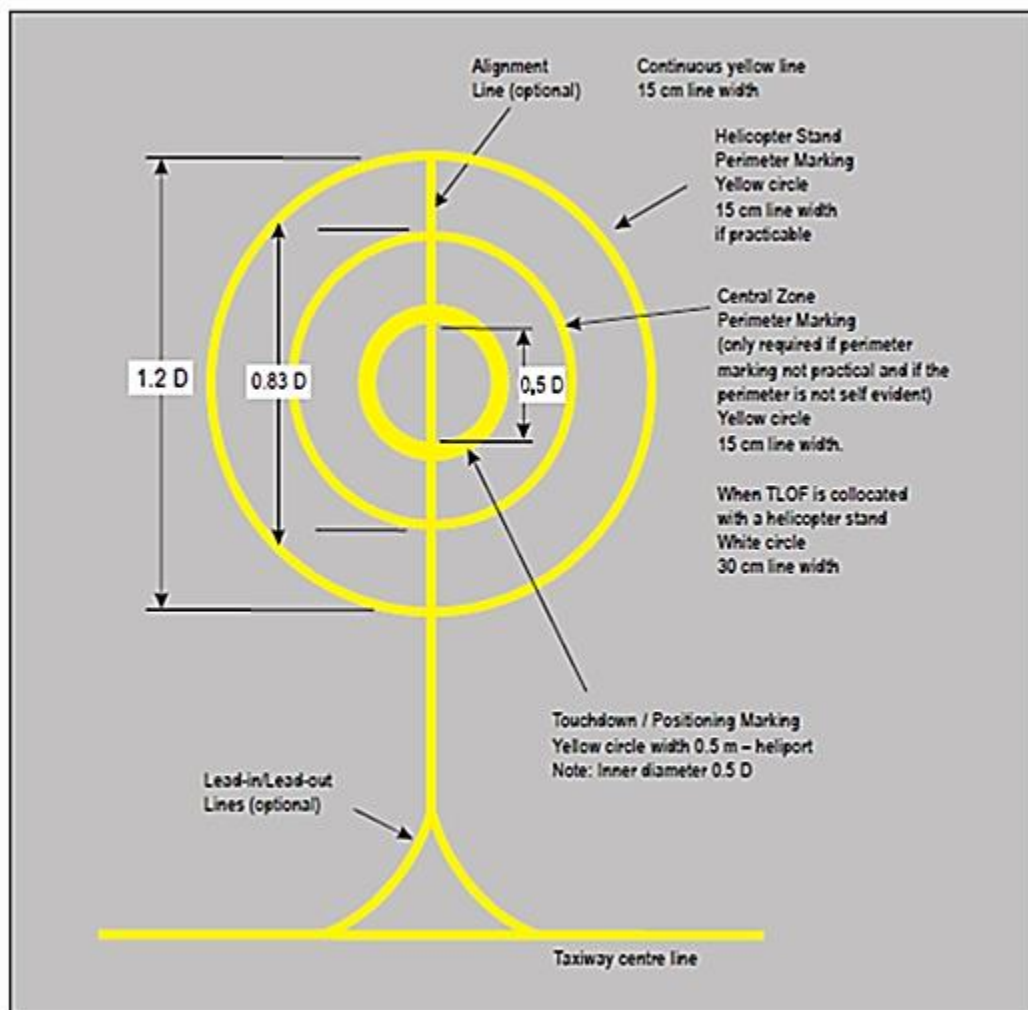 Alignment
Line (optional)
Continuous yellow line
15 cm line width
Helicopter Stand
Perimeter Marking
Yellow circle
15 cm line width
if practicable
Central Zone
Perimeter Marking
(only required if perimeter
marking not practical and if the
perimeter is not self evident)
Yellow circle
15 cm line width.
1.2 D
0.83 D
0.5 D
When TLOF is collocated
with a helicopter stand
White circle
30 cm line width
Touchdown / Positioning Marking
Yellow circle width 0.5 m – heliport
Note: Inner diameter 0.5 D
Lead-in/Lead-out
Lines (optional)
Taxiway centre line